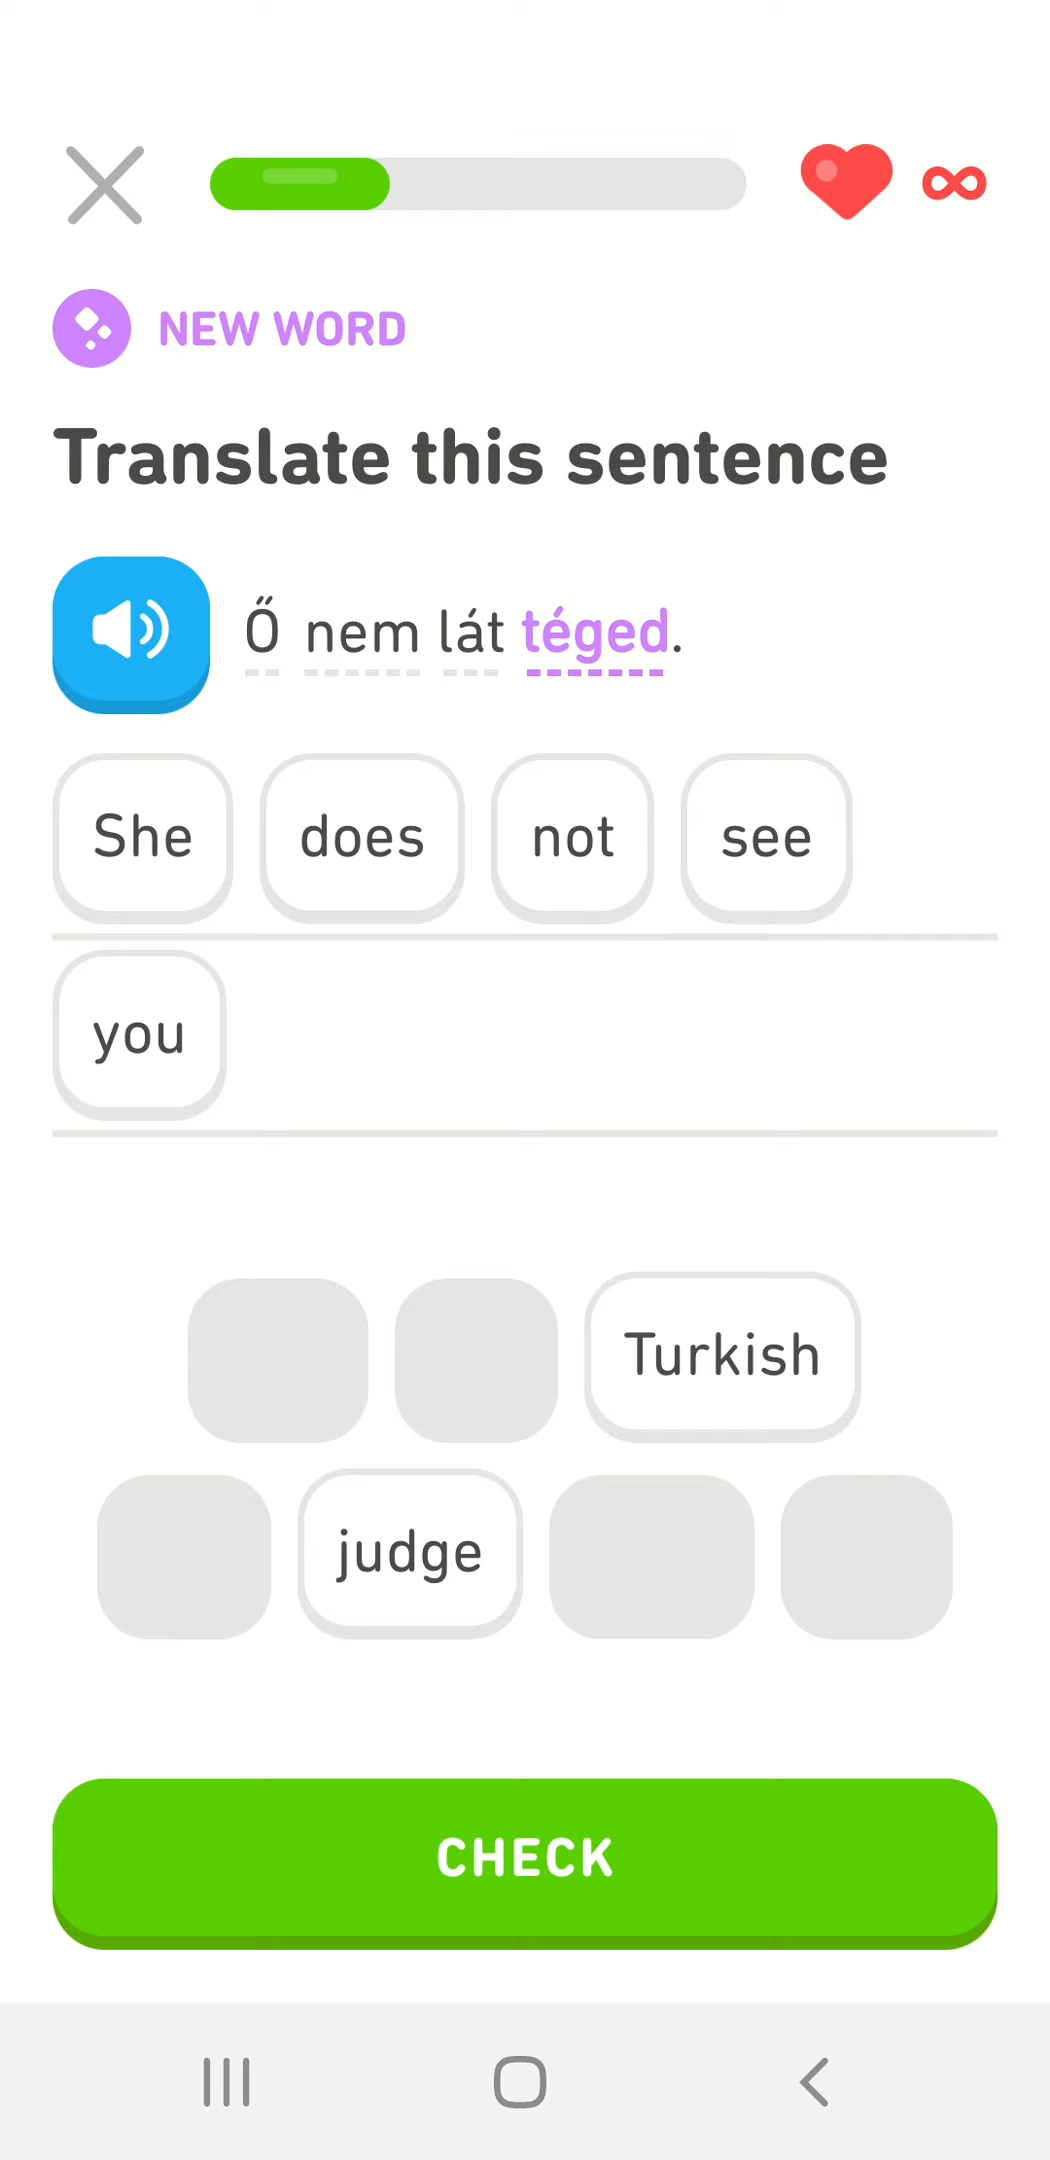 NEW WORD
Translate this sentence
Ő nem lát téged.
She does not see
you
Turkish
judge
CHECK